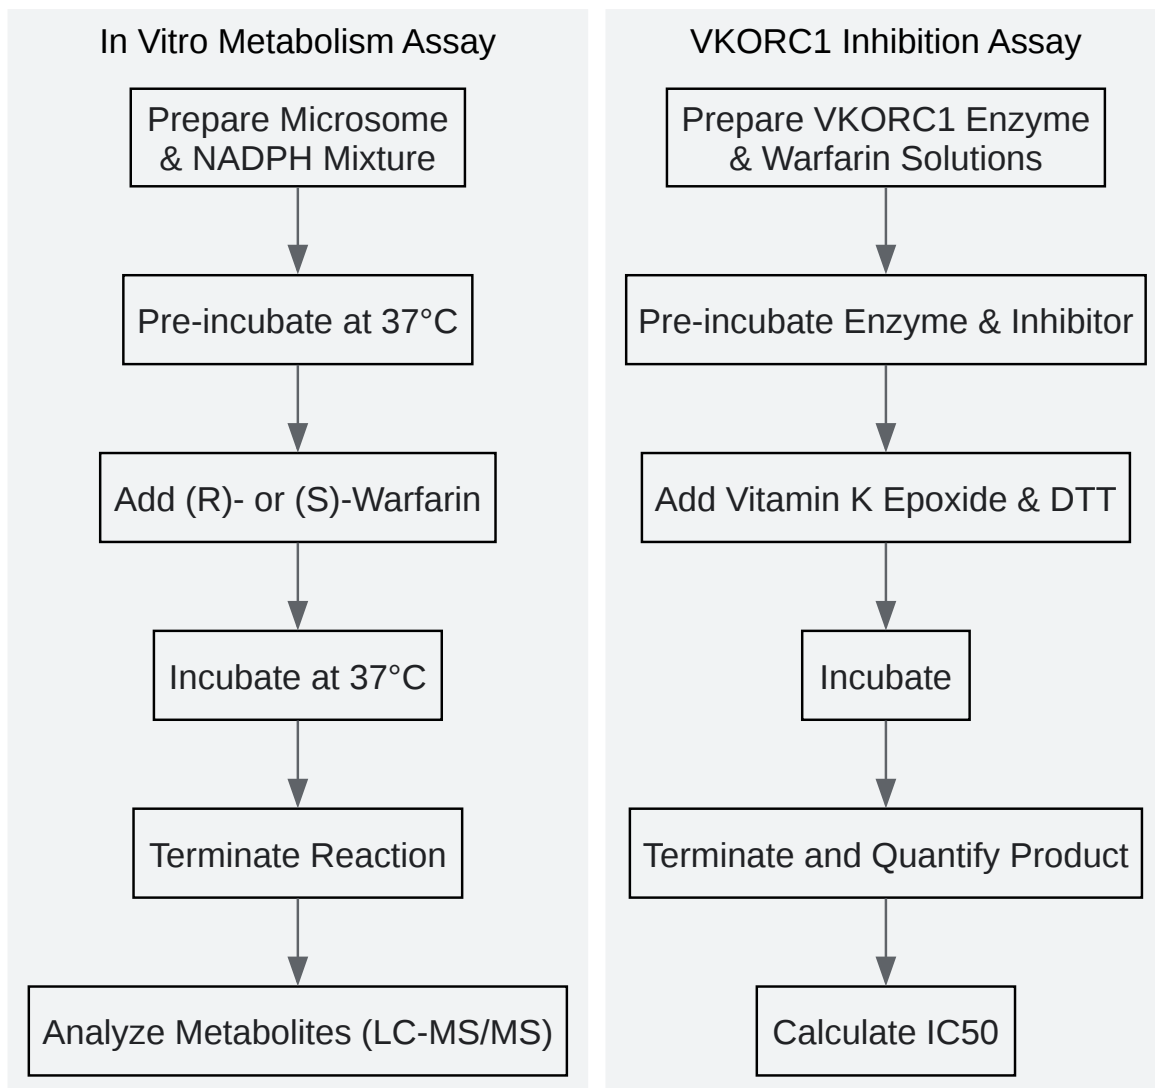 In Vitro Metabolism Assay
Prepare Microsome
& NADPH Mixture
Pre-incubate at 37°C
Add (R)- or (S)-Warfarin
Incubate at 37°C
Terminate Reaction
Analyze Metabolites (LC-MS/MS)
VKORC1 Inhibition Assay
Prepare VKORC1 Enzyme
& Warfarin Solutions
Pre-incubate Enzyme & Inhibitor
Add Vitamin K Epoxide & DTT
Incubate
Terminate and Quantify Product
Calculate IC50